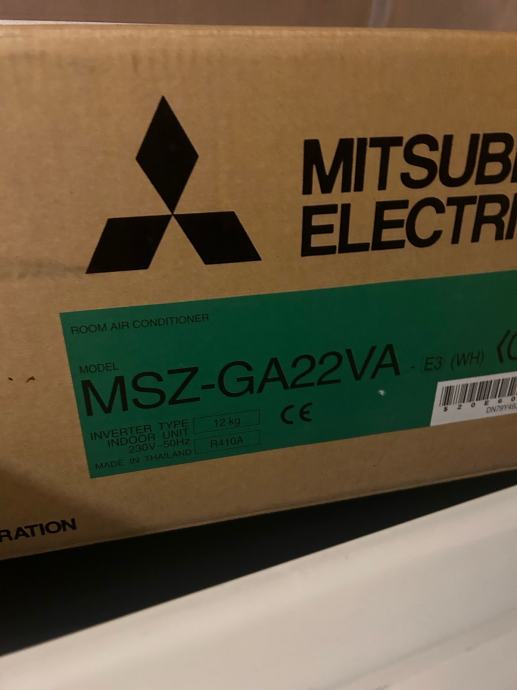 MITSUBI
ELECTRI
ROOM AIR CONDITIONER
MODEL
MSZ-GA22VA - E3 (WH)
INVERTER TYPE 12 kg
INDOOR UNIT
230V~50Hz R410A
MADE IN THAILAND
CE
RATION